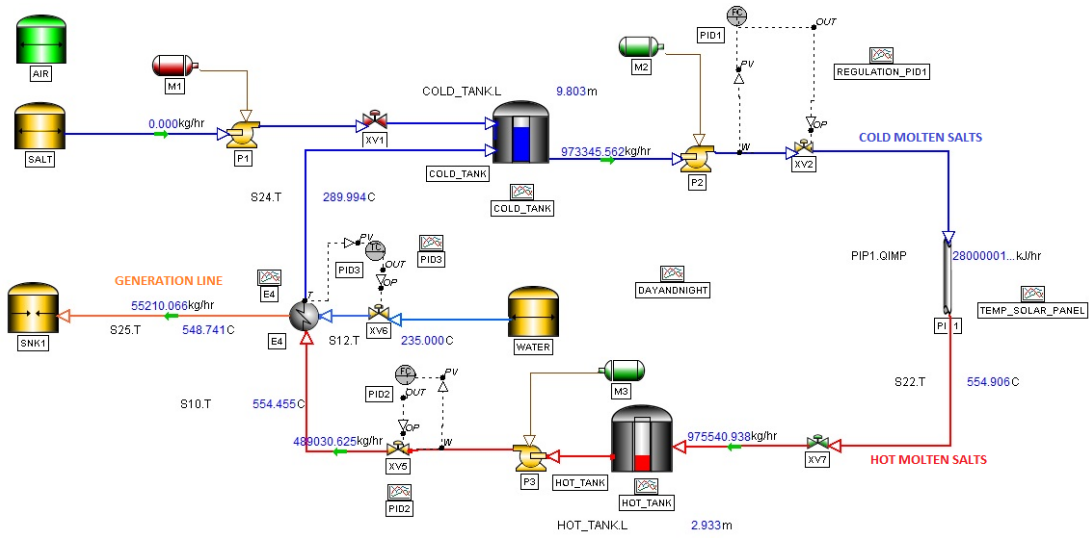 AIR
SALT
M1
0.000kg/hr
P1
XV1
COLD_TANK.L 9.803m
COLD_TANK
COLD_TANK
973345.562kg/hr
M2
P2
FC
PID1
OUT
PV
OP
W
XV2
REGULATION_PID1
COLD MOLTEN SALTS
S24.T 289.994C
PV
TC
PID3
OUT
OP
PID3
PIP1.QIMP 28000001... kJ/hr
DAYANDNIGHT
TEMP_SOLAR_PANEL
GENERATION LINE
55210.066kg/hr
S25.T 548.741C
SNK1
E4
T
E4
S12.T 235.000C
XV6
WATER
S10.T 554.455C
FC
PID2
PV
OUT
OP
W
489030.625kg/hr
XV5
PID2
M3
P3
HOT_TANK
HOT_TANK
HOT_TANK.L 2.933m
975540.938kg/hr
XV7
S22.T 554.906C
HOT MOLTEN SALTS